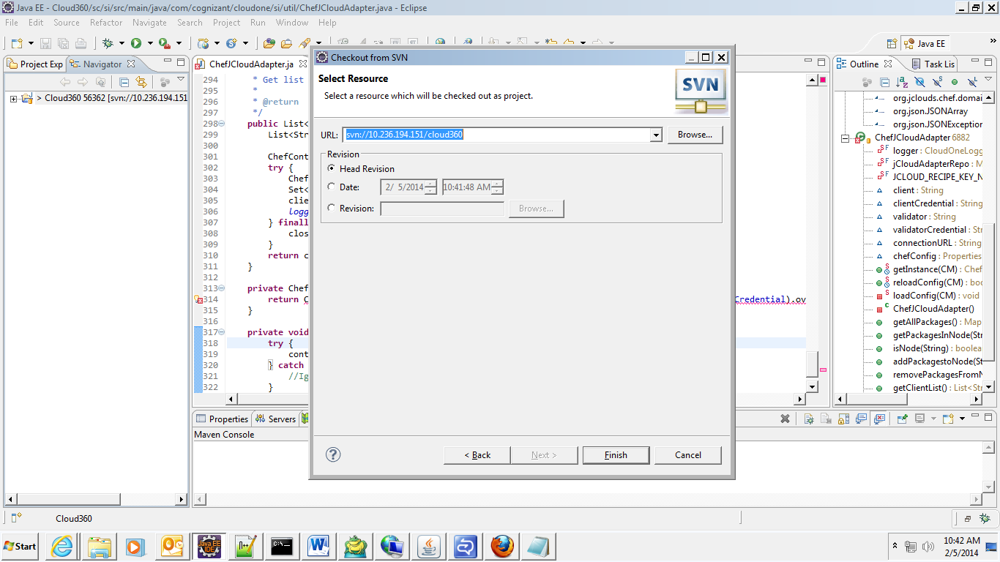 Java EE - Cloud360/sc/si/src/main/java/com/cognizant/cloudone/si/util/ChefJCloudAdapter.java - Eclipse
File Edit Source Refactor Navigate Search Project Run Window Help
Java EE
Project Exp
Navigator
> Cloud360 56362 [svn://10.236.194.151
ChefJCloudAdapter.ja
294 * Get list
295 *
296 * @return
297 */
298 public List<
299 List<Str
300
301 ChefCont
302 try {
303 Chef
304 Set<
305 clie
306 logg
307 } finall
308 clos
309 }
310 return c
311 }
312
313 private Chef
314 return C
Credential).ov
315 }
316
317 private void
318 try {
319 cont
320 } catch
321 //Ig
322 }
Checkout from SVN
Select Resource
Select a resource which will be checked out as project.
SVN
URL: svn://10.236.194.151/cloud360 Browse...
Revision
Head Revision
Date: 2/ 5/2014 10:41:48 AM
Revision: Browse...
< Back Next > Finish Cancel
Outline
Task Lis
org.jclouds.chef.domai
org.json.JSONArray
org.json.JSONException
ChefJCloudAdapter 6882
logger : CloudOneLogg
jCloudAdapterRepo : M
JCLOUD_RECIPE_KEY_N
client : String
clientCredential : String
validator : String
validatorCredential : Str
connectionURL : String
chefConfig : Properties
getInstance(CM) : Chef
reloadConfig(CM) : boo
loadConfig(CM) : void
ChefJCloudAdapter()
getAllPackages() : Map
getPackagesInNode(Str
isNode(String) : boolea
addPackagestoNode(St
removePackagesFromN
getClientList() : List<Str
Properties
Servers
Maven Console
Cloud360
Start
10:42 AM
2/5/2014